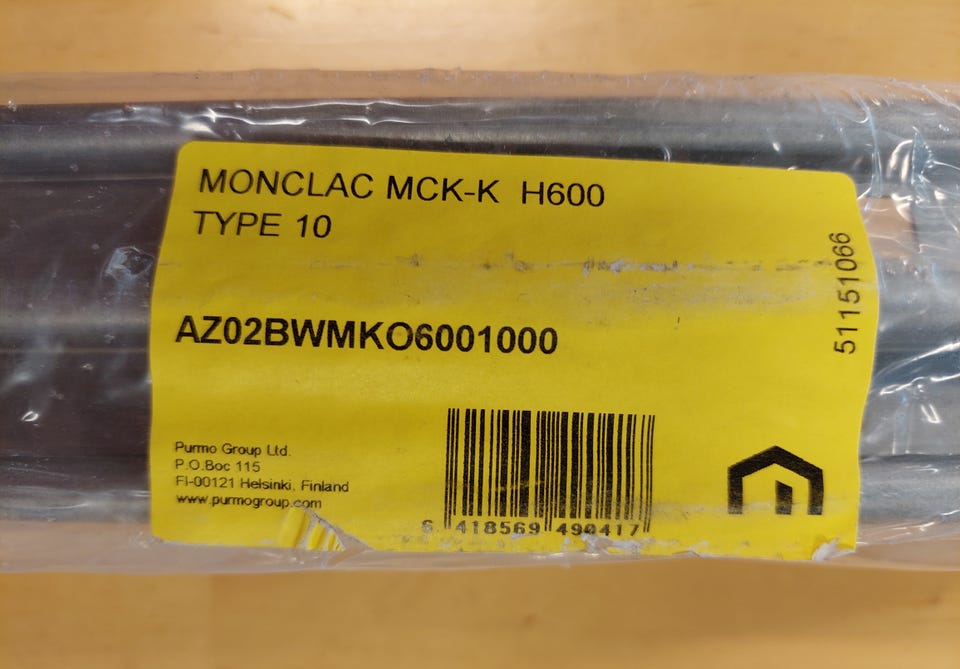 MONCLAC MCK-K H600
TYPE 10
51151066
AZ02BWMKO6001000
Purmo Group Ltd.
P.O.Boc 115
FI-00121 Helsinki, Finland
www.purmogroup.com
6 418569 490417